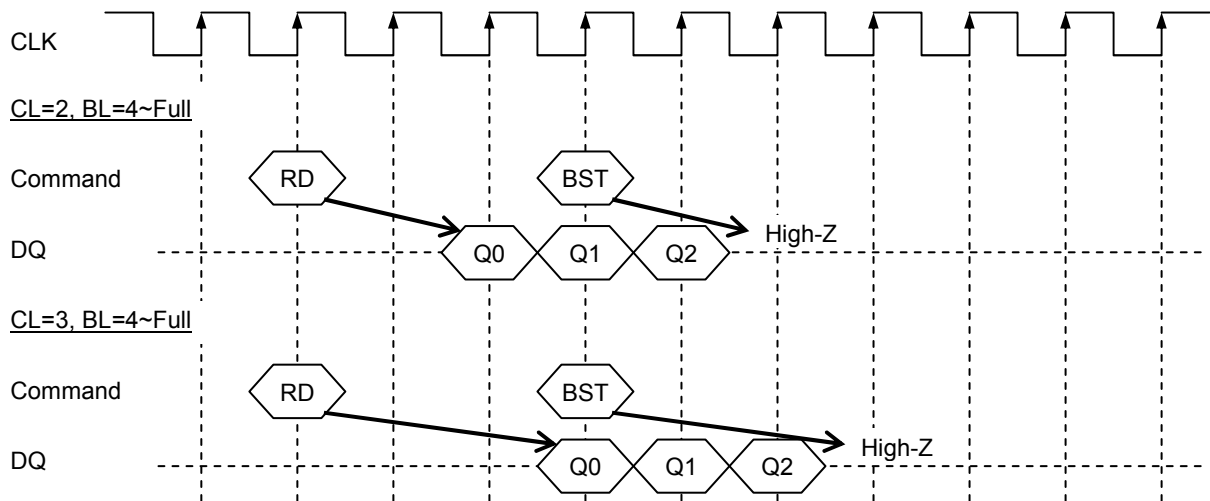 CLK
CL=2, BL=4~Full
Command RD BST
High-Z
DQ Q0 Q1 Q2
CL=3, BL=4~Full
Command RD BST
High-Z
DQ Q0 Q1 Q2